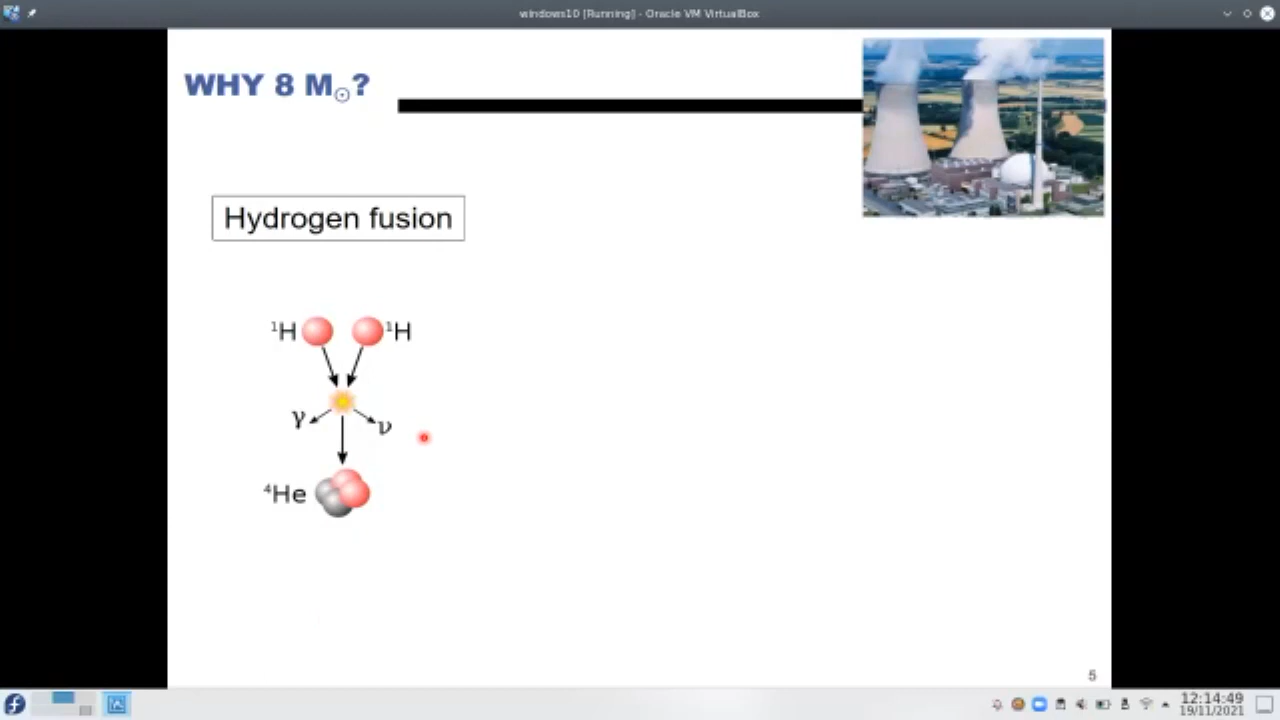 windows10 [Running] - Oracle VM VirtualBox
WHY 8 M☉?
Hydrogen fusion
¹H ¹H
γ ν
⁴He
5
12:14:49
19/11/2021